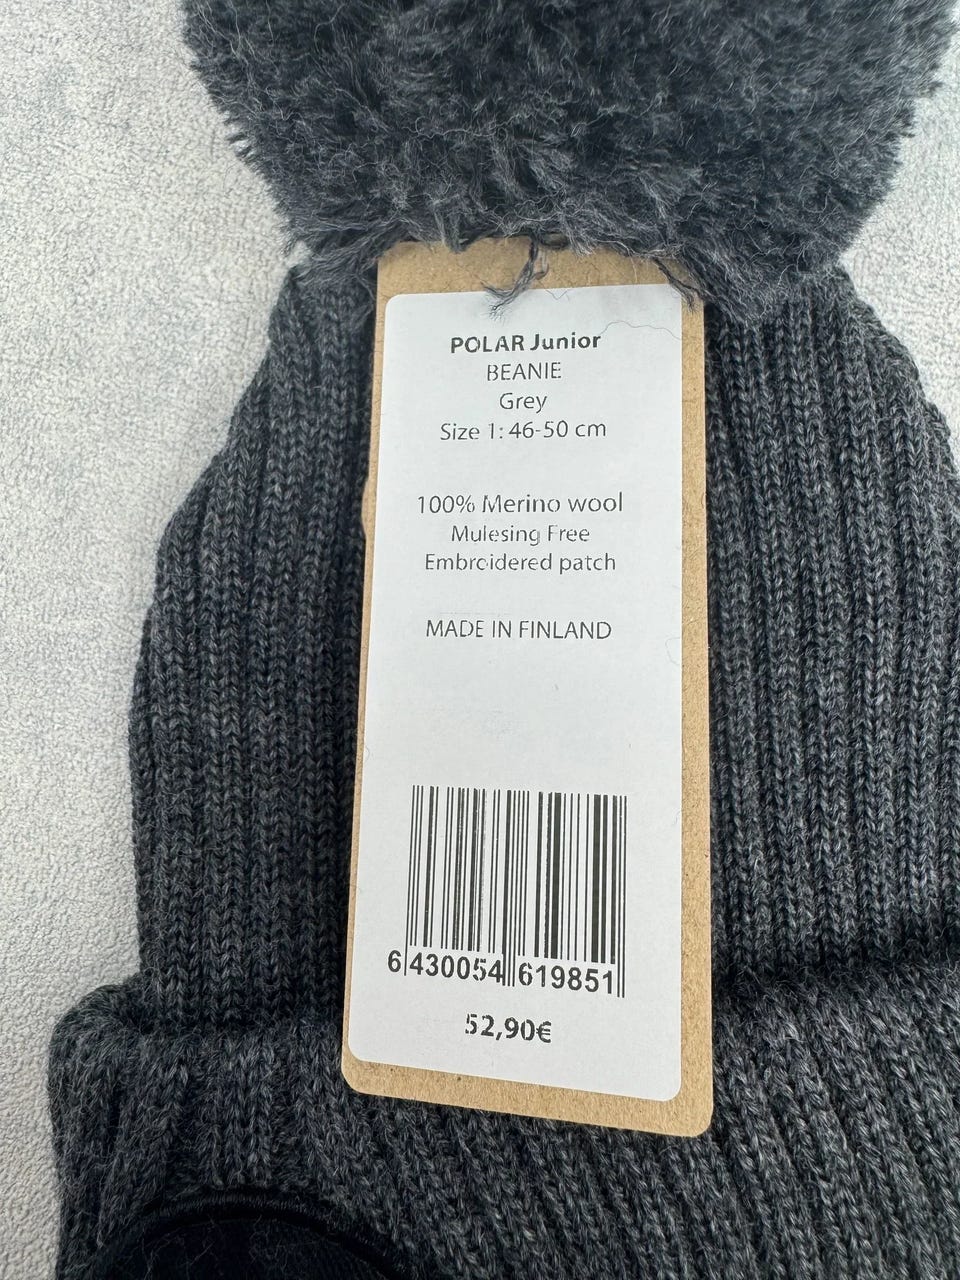 POLAR Junior
BEANIE
Grey
Size 1: 46-50 cm
100% Merino wool
Mulesing Free
Embroidered patch
MADE IN FINLAND
6 430054 619851
52,90€